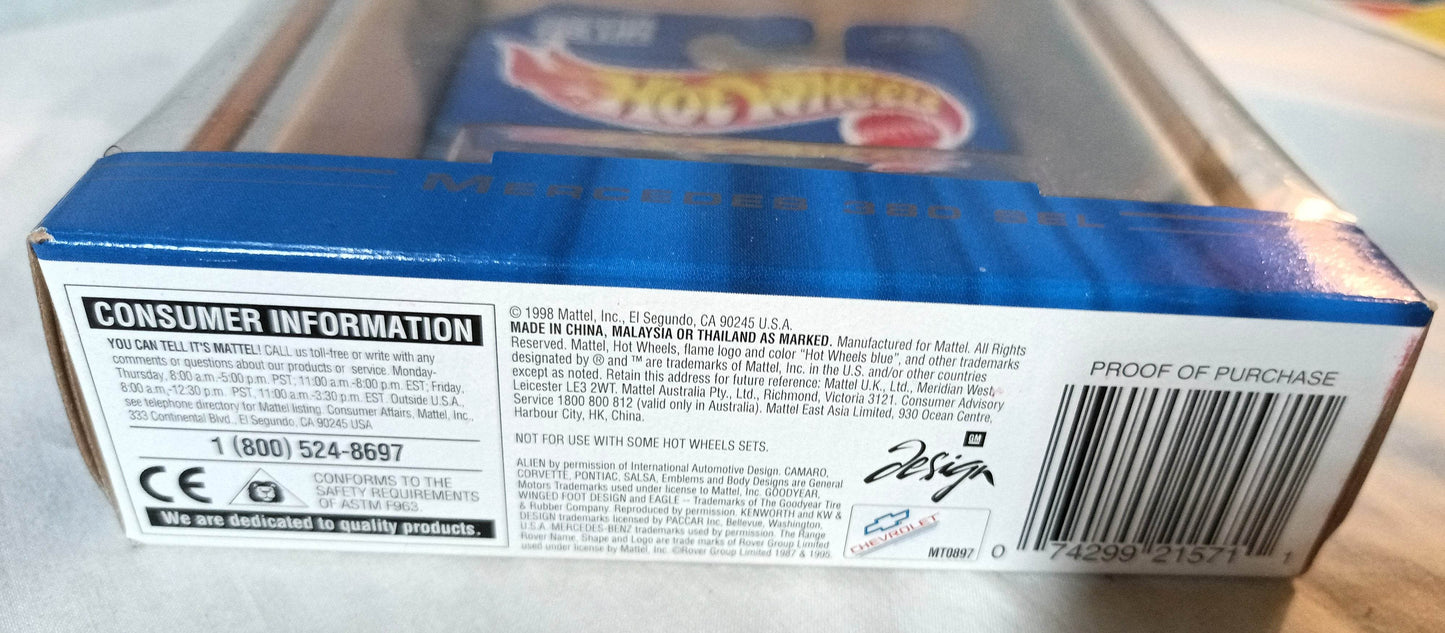 HOT WHEELS
MERCEDES 380 SEL
CONSUMER INFORMATION
YOU CAN TELL IT'S MATTEL! CALL us toll-free or write with any
comments or questions about our products or service. Monday-
Thursday, 8:00 a.m.-5:00 p.m. PST; 11:00 a.m.-8:00 p.m. EST; Friday,
8:00 a.m.-12:30 p.m. PST, 11:00 a.m.-3:30 p.m. EST. Outside U.S.A.,
see telephone directory for Mattel listing. Consumer Affairs, Mattel, Inc.,
333 Continental Blvd., El Segundo, CA 90245 USA
1 (800) 524-8697
CE
CONFORMS TO THE
SAFETY REQUIREMENTS
OF ASTM F963.
We are dedicated to quality products.
© 1998 Mattel, Inc., El Segundo, CA 90245 U.S.A.
MADE IN CHINA, MALAYSIA OR THAILAND AS MARKED. Manufactured for Mattel. All Rights
Reserved. Mattel, Hot Wheels, flame logo and color "Hot Wheels blue", and other trademarks
designated by ® and ™ are trademarks of Mattel, Inc. in the U.S. and/or other countries
except as noted. Retain this address for future reference: Mattel U.K., Ltd., Meridian West,
Leicester LE3 2WT. Mattel Australia Pty., Ltd., Richmond, Victoria 3121. Consumer Advisory
Service 1800 800 812 (valid only in Australia). Mattel East Asia Limited, 930 Ocean Centre,
Harbour City, HK, China.
NOT FOR USE WITH SOME HOT WHEELS SETS.
ALIEN by permission of International Automotive Design. CAMARO,
CORVETTE, PONTIAC, SALSA, Emblems and Body Designs are General
Motors Trademarks used under license to Mattel, Inc. GOODYEAR,
WINGED FOOT DESIGN and EAGLE -- Trademarks of The Goodyear Tire
& Rubber Company. Reproduced by permission. KENWORTH and KW &
DESIGN trademarks licensed by PACCAR Inc, Bellevue, Washington,
U.S.A. MERCEDES-BENZ trademarks used by permission. The Range
Rover Name, Shape and Logo are trade marks of Rover Group Limited
used under license by Mattel, Inc. ©Rover Group Limited 1987 & 1995.
GM
design
CHEVROLET
MT0897
PROOF OF PURCHASE
0 74299 21571 1